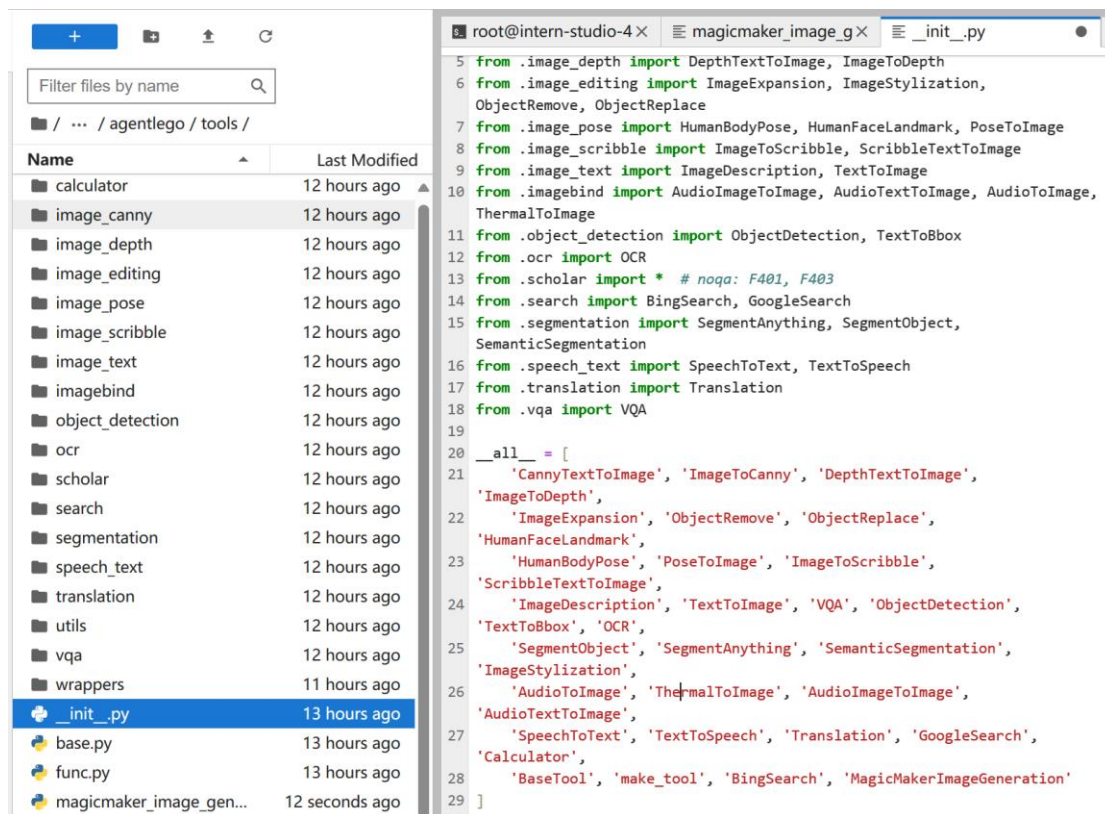 +
Filter files by name
/ ··· / agentlego / tools /
Name Last Modified
calculator 12 hours ago
image_canny 12 hours ago
image_depth 12 hours ago
image_editing 12 hours ago
image_pose 12 hours ago
image_scribble 12 hours ago
image_text 12 hours ago
imagebind 12 hours ago
object_detection 12 hours ago
ocr 12 hours ago
scholar 12 hours ago
search 12 hours ago
segmentation 12 hours ago
speech_text 12 hours ago
translation 12 hours ago
utils 12 hours ago
vqa 12 hours ago
wrappers 11 hours ago
__init__.py 13 hours ago
base.py 13 hours ago
func.py 13 hours ago
magicmaker_image_gen... 12 seconds ago
root@intern-studio-4 × magicmaker_image_g × __init__.py
5 from .image_depth import DepthTextToImage, ImageToDepth
6 from .image_editing import ImageExpansion, ImageStylization,
ObjectRemove, ObjectReplace
7 from .image_pose import HumanBodyPose, HumanFaceLandmark, PoseToImage
8 from .image_scribble import ImageToScribble, ScribbleTextToImage
9 from .image_text import ImageDescription, TextToImage
10 from .imagebind import AudioImageToImage, AudioTextToImage, AudioToImage,
ThermalToImage
11 from .object_detection import ObjectDetection, TextToBbox
12 from .ocr import OCR
13 from .scholar import * # noqa: F401, F403
14 from .search import BingSearch, GoogleSearch
15 from .segmentation import SegmentAnything, SegmentObject,
SemanticSegmentation
16 from .speech_text import SpeechToText, TextToSpeech
17 from .translation import Translation
18 from .vqa import VQA
19
20 __all__ = [
21 'CannyTextToImage', 'ImageToCanny', 'DepthTextToImage',
'ImageToDepth',
22 'ImageExpansion', 'ObjectRemove', 'ObjectReplace',
'HumanFaceLandmark',
23 'HumanBodyPose', 'PoseToImage', 'ImageToScribble',
'ScribbleTextToImage',
24 'ImageDescription', 'TextToImage', 'VQA', 'ObjectDetection',
'TextToBbox', 'OCR',
25 'SegmentObject', 'SegmentAnything', 'SemanticSegmentation',
'ImageStylization',
26 'AudioToImage', 'ThermalToImage', 'AudioImageToImage',
'AudioTextToImage',
27 'SpeechToText', 'TextToSpeech', 'Translation', 'GoogleSearch',
'Calculator',
28 'BaseTool', 'make_tool', 'BingSearch', 'MagicMakerImageGeneration'
29 ]